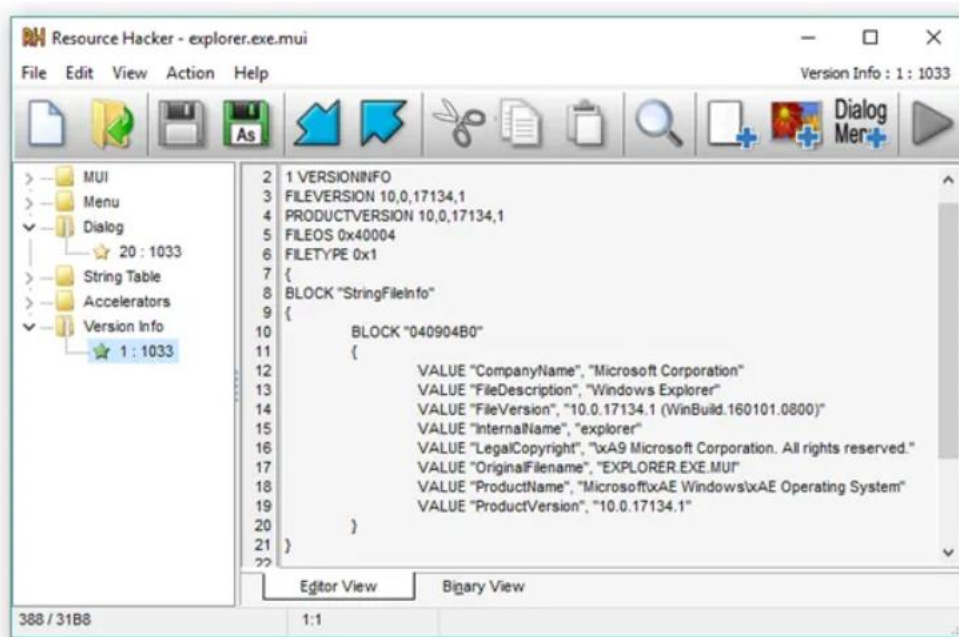 RH Resource Hacker - explorer.exe.mui
File Edit View Action Help
Version Info : 1 : 1033
As
Dialog
Menu
MUI
Menu
Dialog
20 : 1033
String Table
Accelerators
Version Info
1 : 1033
2 1 VERSIONINFO
3 FILEVERSION 10,0,17134,1
4 PRODUCTVERSION 10,0,17134,1
5 FILEOS 0x40004
6 FILETYPE 0x1
7 {
8 BLOCK "StringFileInfo"
9 {
10 BLOCK "040904B0"
11 {
12 VALUE "CompanyName", "Microsoft Corporation"
13 VALUE "FileDescription", "Windows Explorer"
14 VALUE "FileVersion", "10.0.17134.1 (WinBuild.160101.0800)"
15 VALUE "InternalName", "explorer"
16 VALUE "LegalCopyright", "\xA9 Microsoft Corporation. All rights reserved."
17 VALUE "OriginalFilename", "EXPLORER.EXE.MUI"
18 VALUE "ProductName", "Microsoft\xAE Windows\xAE Operating System"
19 VALUE "ProductVersion", "10.0.17134.1"
20 }
21 }
22
Editor View Binary View
388 / 31B8 1:1